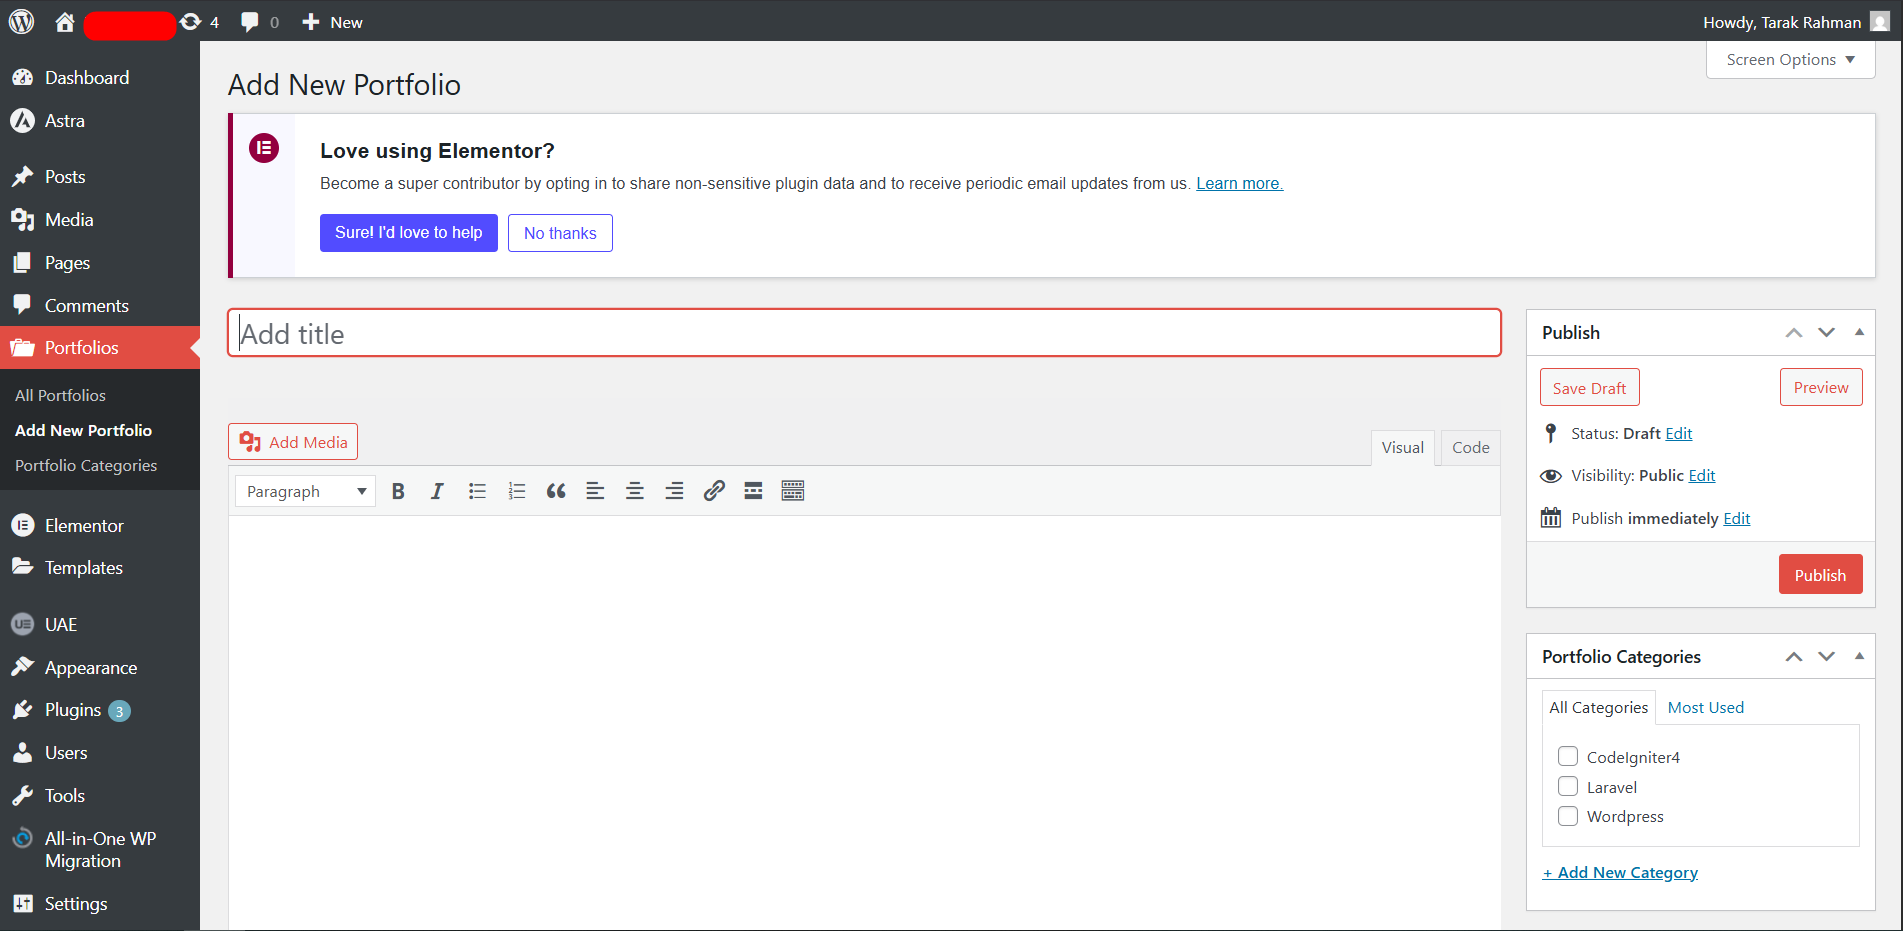 4 0 New
Howdy, Tarak Rahman
Screen Options
Dashboard
Astra
Posts
Media
Pages
Comments
Portfolios
All Portfolios
Add New Portfolio
Portfolio Categories
Elementor
Templates
UAE
Appearance
Plugins 3
Users
Tools
All-in-One WP
Migration
Settings
Add New Portfolio
Love using Elementor?
Become a super contributor by opting in to share non-sensitive plugin data and to receive periodic email updates from us. Learn more.
Sure! I'd love to help
No thanks
Add title
Add Media
Visual
Code
Paragraph
Publish
Save Draft
Preview
Status: Draft Edit
Visibility: Public Edit
Publish immediately Edit
Publish
Portfolio Categories
All Categories
Most Used
CodeIgniter4
Laravel
Wordpress
+ Add New Category